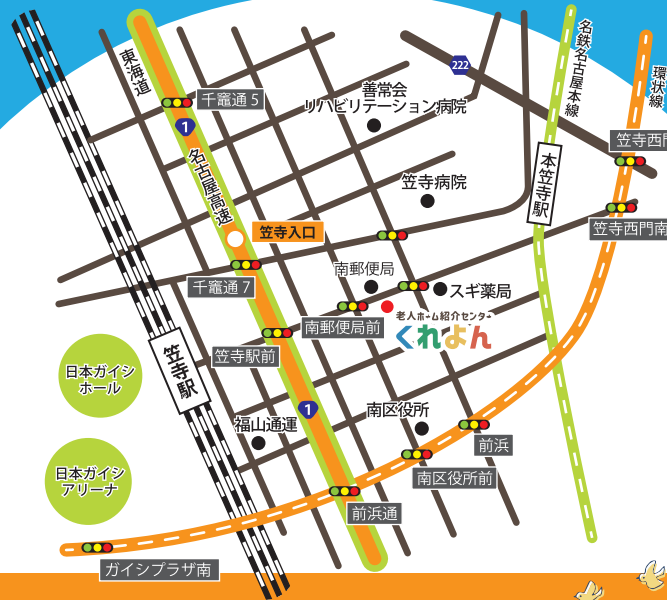 東海道
千竈通5
1
名古屋高速
善常会
リハビリテーション病院
222
名鉄名古屋本線
環状線
笠寺西門
笠寺西門南
本笠寺駅
笠寺病院
笠寺入口
千竈通7
南郵便局
スギ薬局
南郵便局前
老人ホーム紹介センター
くれよん
笠寺駅前
笠寺駅
日本ガイシ
ホール
1
福山通運
南区役所
前浜
南区役所前
日本ガイシ
アリーナ
前浜通
ガイシプラザ南